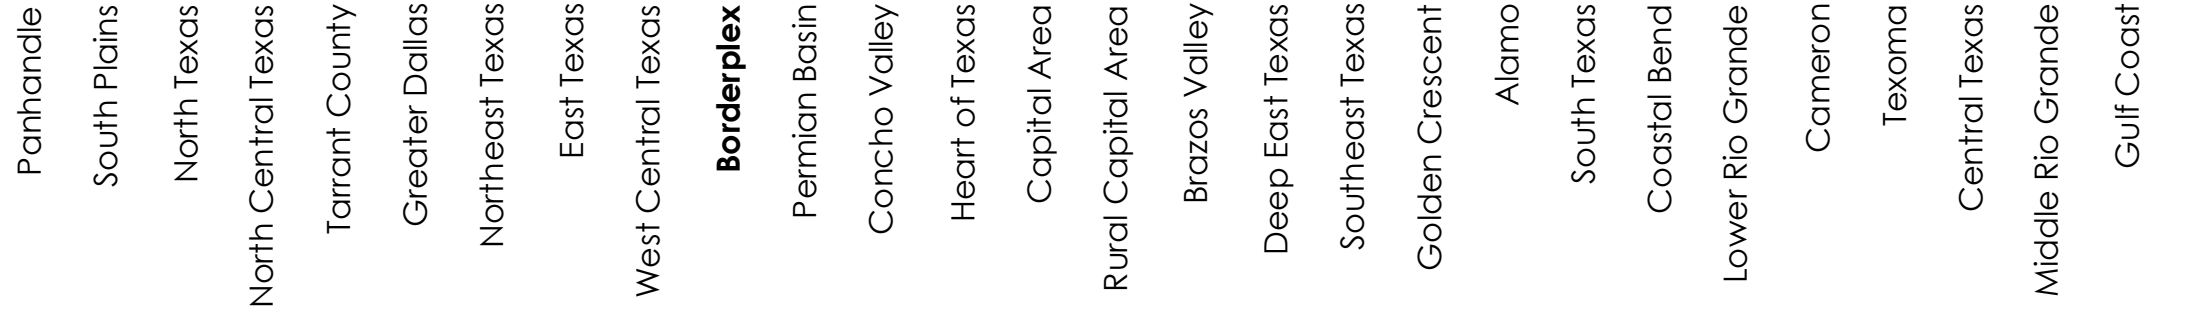 Panhandle
South Plains
North Texas
North Central Texas
Tarrant County
Greater Dallas
Northeast Texas
East Texas
West Central Texas
Borderplex
Permian Basin
Concho Valley
Heart of Texas
Capital Area
Rural Capital Area
Brazos Valley
Deep East Texas
Southeast Texas
Golden Crescent
Alamo
South Texas
Coastal Bend
Lower Rio Grande
Cameron
Texoma
Central Texas
Middle Rio Grande
Gulf Coast